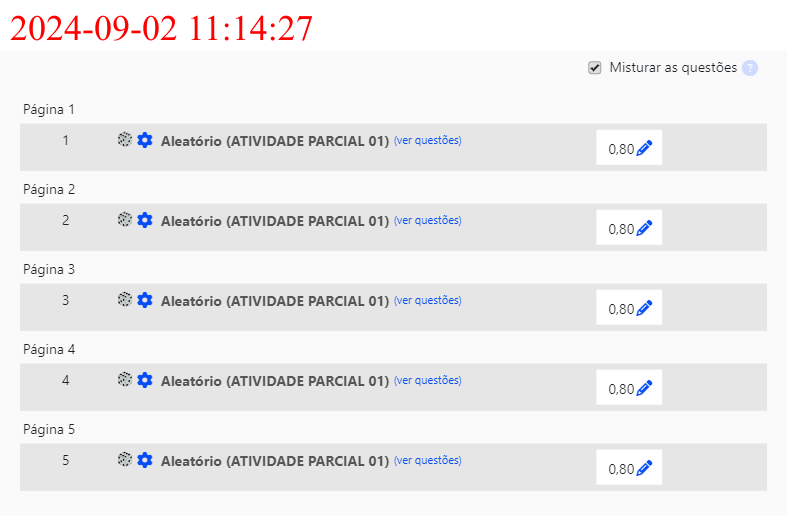 2024-09-02 11:14:27
Misturar as questões ?
Página 1
1 Aleatório (ATIVIDADE PARCIAL 01) (ver questões) 0,80
Página 2
2 Aleatório (ATIVIDADE PARCIAL 01) (ver questões) 0,80
Página 3
3 Aleatório (ATIVIDADE PARCIAL 01) (ver questões) 0,80
Página 4
4 Aleatório (ATIVIDADE PARCIAL 01) (ver questões) 0,80
Página 5
5 Aleatório (ATIVIDADE PARCIAL 01) (ver questões) 0,80